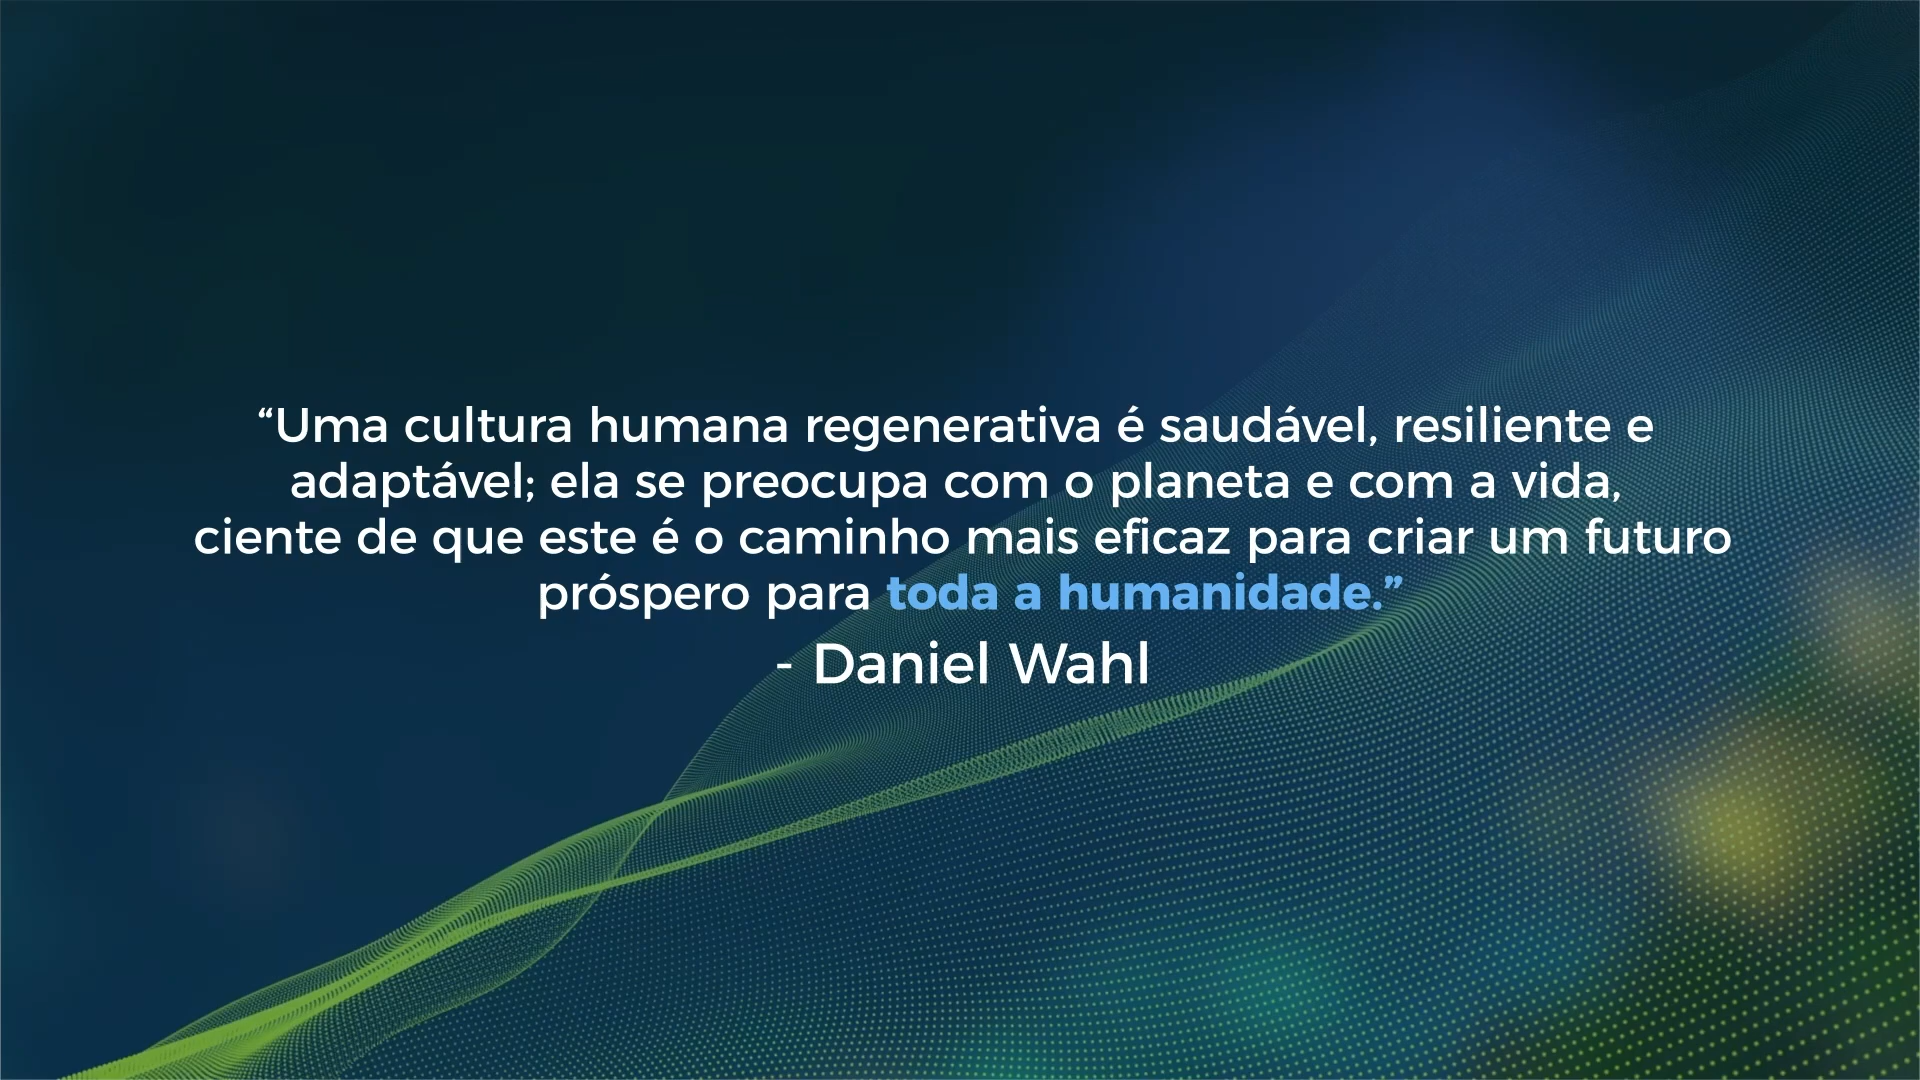 “Uma cultura humana regenerativa é saudável, resiliente e
adaptável; ela se preocupa com o planeta e com a vida,
ciente de que este é o caminho mais eficaz para criar um futuro
próspero para toda a humanidade.”
- Daniel Wahl